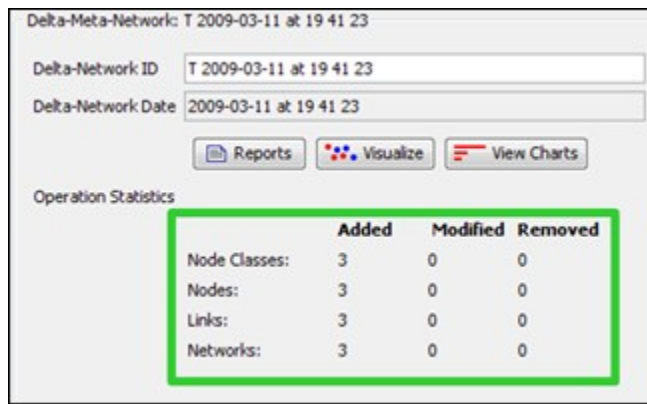 Delta-Meta-Network: T 2009-03-11 at 19 41 23
Delta-Network ID T 2009-03-11 at 19 41 23
Delta-Network Date 2009-03-11 at 19 41 23
Reports Visualize View Charts
Operation Statistics
Added Modified Removed
Node Classes: 3 0 0
Nodes: 3 0 0
Links: 3 0 0
Networks: 3 0 0